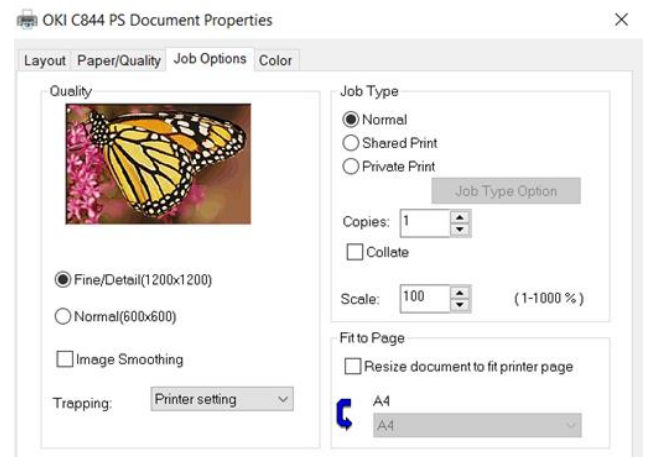 OKI C844 PS Document Properties
Layout Paper/Quality Job Options Color
Quality
Fine/Detail(1200x1200)
Normal(600x600)
Image Smoothing
Trapping: Printer setting
Job Type
Normal
Shared Print
Private Print
Job Type Option
Copies: 1
Collate
Scale: 100 (1-1000 %)
Fit to Page
Resize document to fit printer page
A4
A4